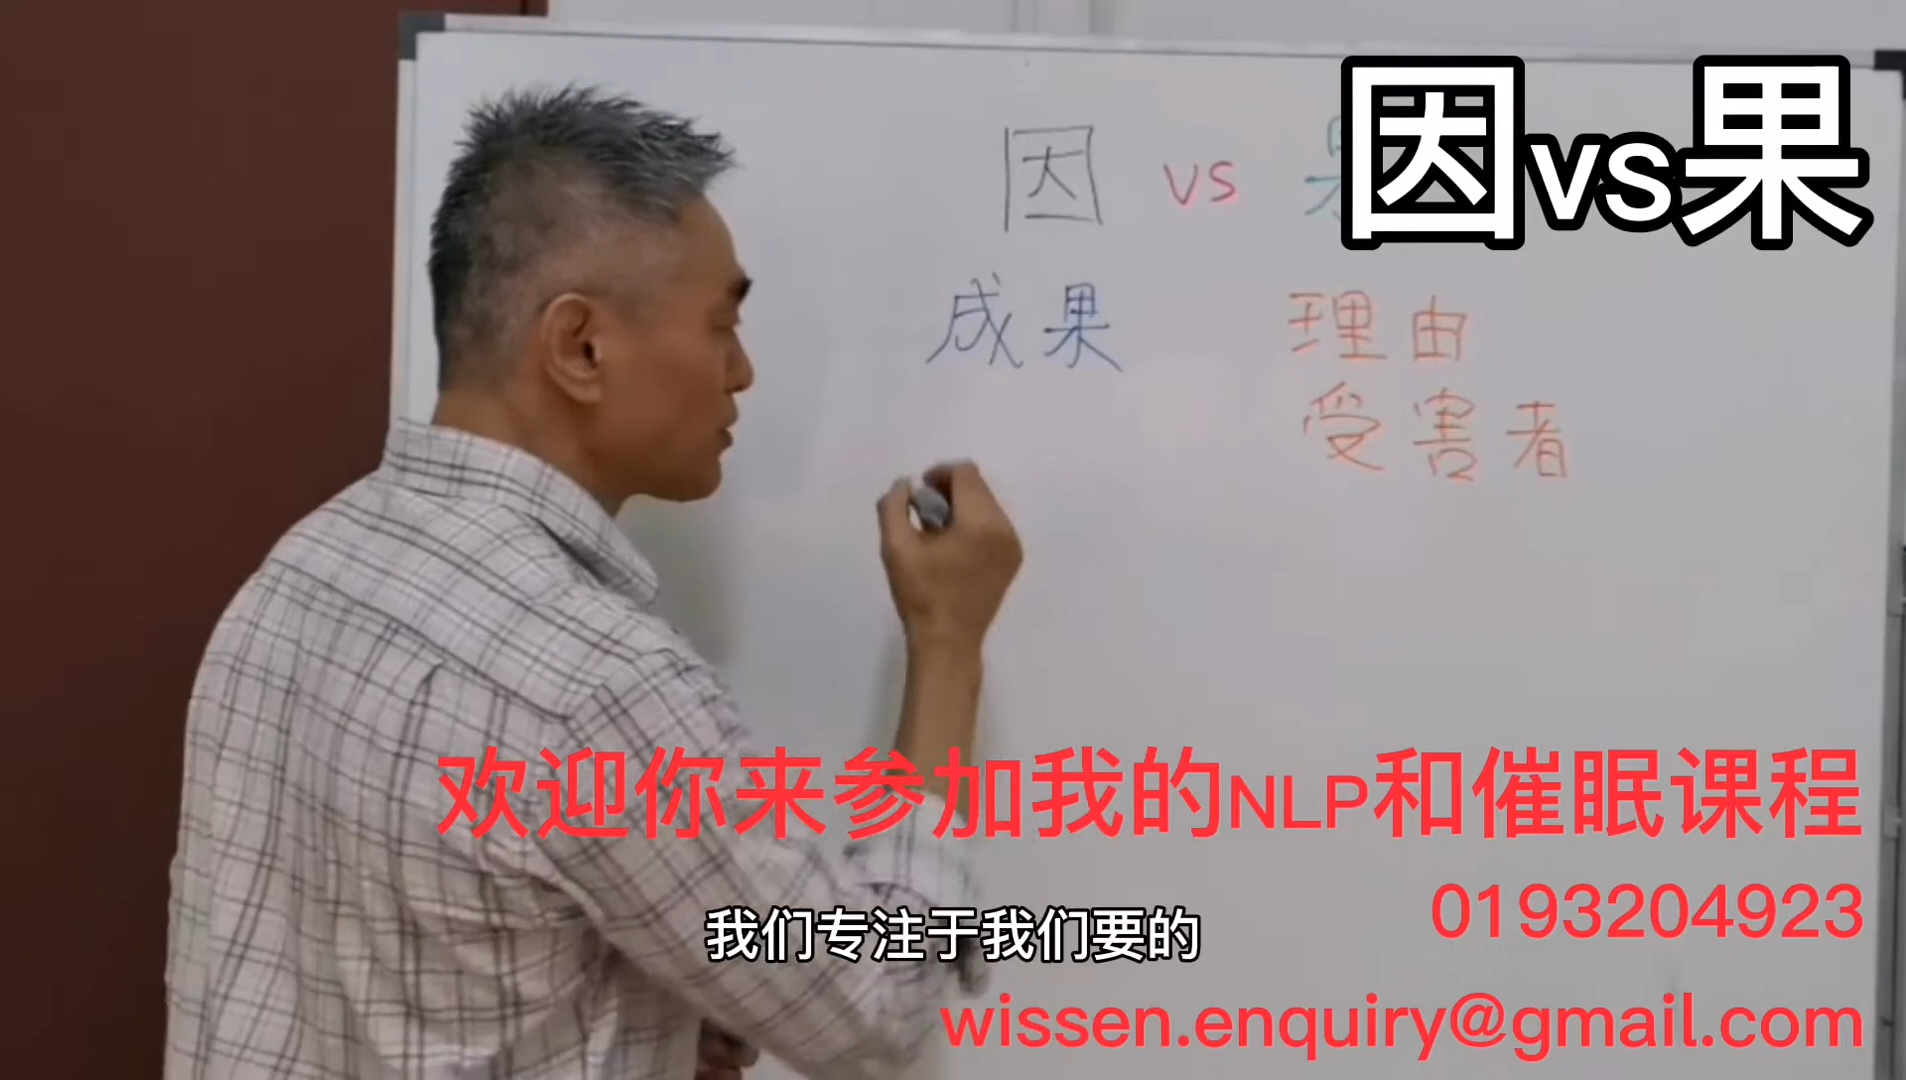 因vs果
因 vs 果
成果 理由
受害者
欢迎你来参加我的NLP和催眠课程
0193204923
我们专注于我们要的
wissen.enquiry@gmail.com